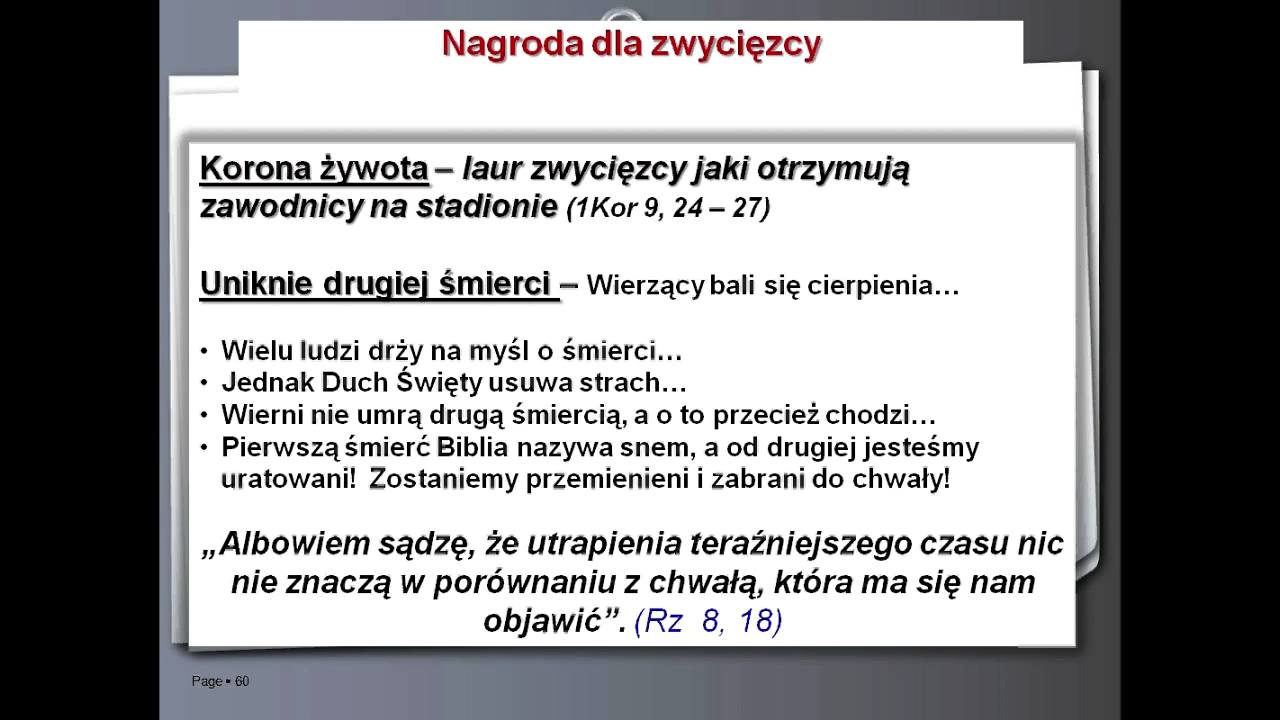 Nagroda dla zwycięzcy
Korona żywota – laur zwycięzcy jaki otrzymują
zawodnicy na stadionie (1Kor 9, 24 – 27)
Uniknie drugiej śmierci – Wierzący bali się cierpienia...
• Wielu ludzi drży na myśl o śmierci...
• Jednak Duch Święty usuwa strach...
• Wierni nie umrą drugą śmiercią, a o to przecież chodzi...
• Pierwszą śmierć Biblia nazywa snem, a od drugiej jesteśmy
uratowani! Zostaniemy przemienieni i zabrani do chwały!
„Albowiem sądzę, że utrapienia teraźniejszego czasu nic
nie znaczą w porównaniu z chwałą, która ma się nam
objawić”. (Rz 8, 18)
Page ▪ 60